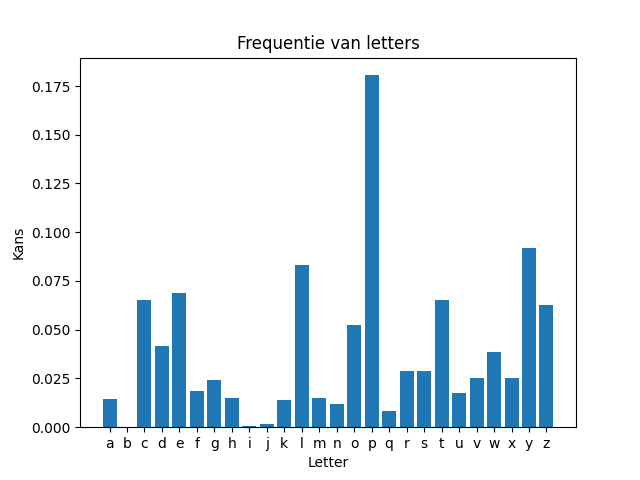 Frequentie van letters
0.175
0.150
0.125
0.100
0.075
0.050
0.025
0.000
Kans
a b c d e f g h i j k l m n o p q r s t u v w x y z
Letter